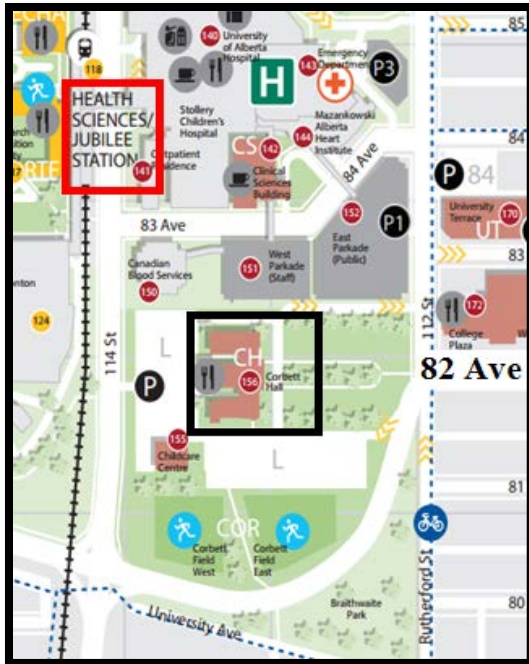 85
140
University
of Alberta
Hospital
118
143
Emergency
Department
P3
H
HEALTH
SCIENCES/
JUBILEE
STATION
Stollery
Children's
Hospital
Mazankowski
Alberta
Heart
Institute
144
84
CS
142
84 Ave
141
Outpatient
Residence
Clinical
Sciences
Building
P 84
University
Terrace
170
UT
152
P1
83 Ave
East
Parkade
(Public)
83
Canadian
Blood Services
150
151
West
Parkade
(Staff)
124
114 St
112 St
172
College
Plaza
82 Ave
L
CH
156
Corbett
Hall
P
155
Childcare
Centre
L
81
COR
Corbett
Field
West
Corbett
Field
East
Braithwaite
Park
80
University Ave
Rutherford St